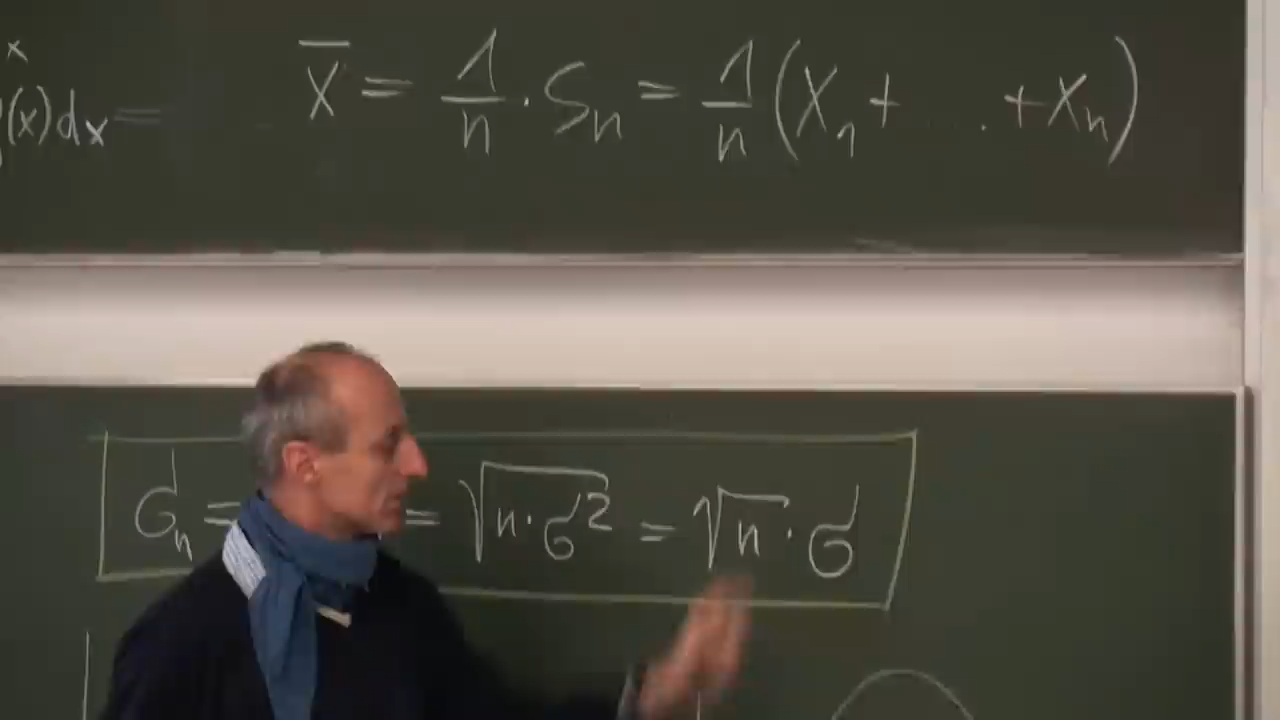 x
(x)dx =
X̄ = 1/n · Sₙ = 1/n (X₁ + . . . . + Xₙ)
σₙ = = √(n·σ²) = √n · σ